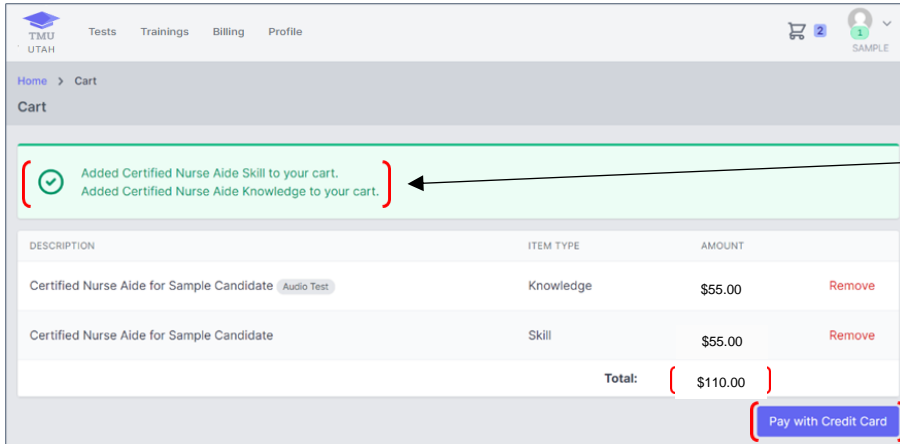 TMU
UTAH
Tests Trainings Billing Profile
2
1
SAMPLE
Home > Cart
Cart
Added Certified Nurse Aide Skill to your cart.
Added Certified Nurse Aide Knowledge to your cart.
DESCRIPTION ITEM TYPE AMOUNT
Certified Nurse Aide for Sample Candidate Audio Test Knowledge $55.00 Remove
Certified Nurse Aide for Sample Candidate Skill $55.00 Remove
Total: $110.00
Pay with Credit Card